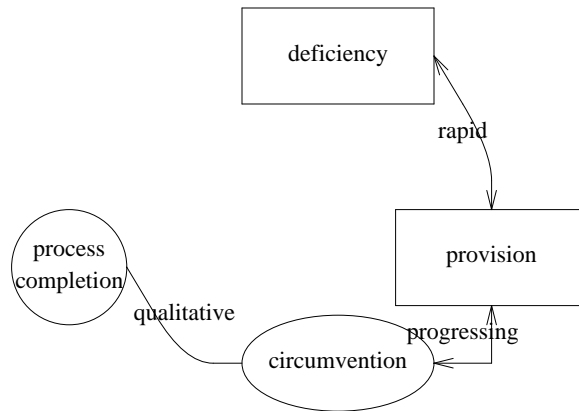 deficiency
rapid
process
completion
provision
qualitative
progressing
circumvention